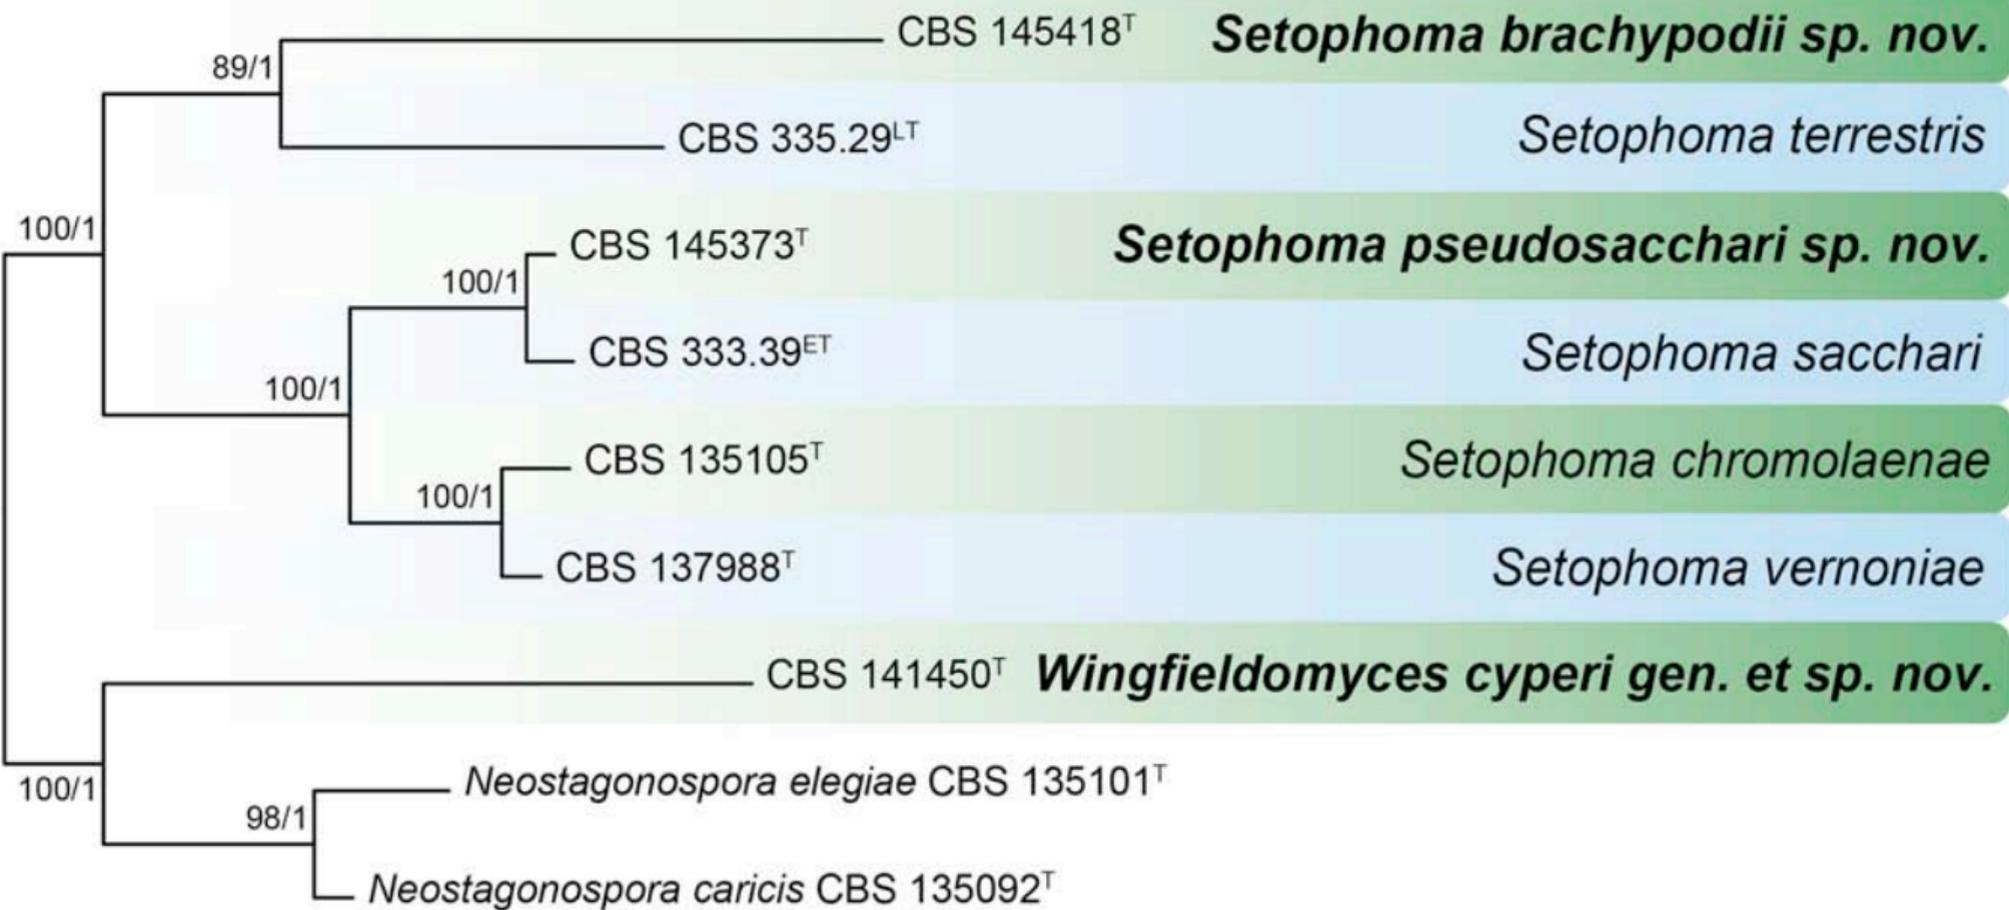 CBS 145418ᵀ Setophoma brachypodii sp. nov.
89/1
CBS 335.29ᴸᵀ Setophoma terrestris
100/1
CBS 145373ᵀ Setophoma pseudosacchari sp. nov.
100/1
CBS 333.39ᴱᵀ Setophoma sacchari
100/1
CBS 135105ᵀ Setophoma chromolaenae
100/1
CBS 137988ᵀ Setophoma vernoniae
CBS 141450ᵀ Wingfieldomyces cyperi gen. et sp. nov.
100/1
Neostagonospora elegiae CBS 135101ᵀ
98/1
Neostagonospora caricis CBS 135092ᵀ